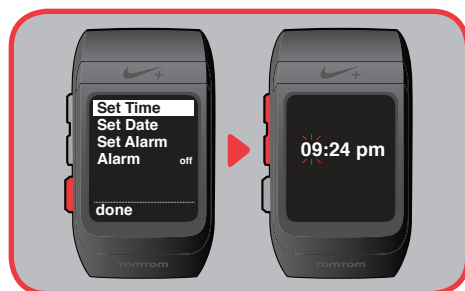 Set Time
Set Date
Set Alarm
Alarm off
done
TOMTOM
09:24 pm
TOMTOM